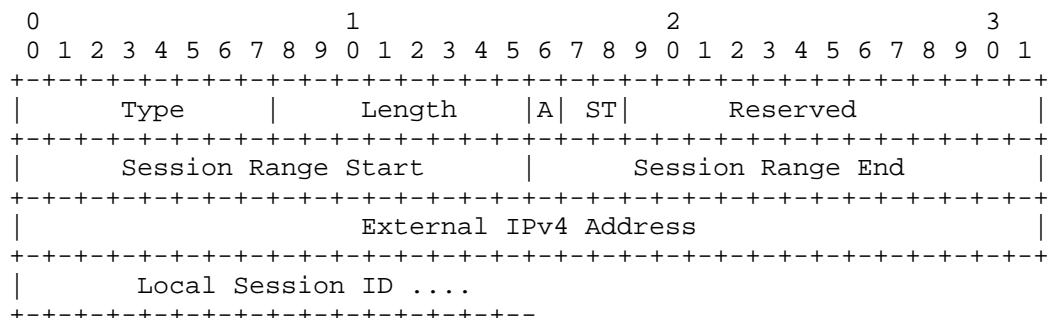 0                   1                   2                   3
 0 1 2 3 4 5 6 7 8 9 0 1 2 3 4 5 6 7 8 9 0 1 2 3 4 5 6 7 8 9 0 1
+-+-+-+-+-+-+-+-+-+-+-+-+-+-+-+-+-+-+-+-+-+-+-+-+-+-+-+-+-+-+-+-+
|      Type     |     Length    |A| ST|      Reserved           |
+-+-+-+-+-+-+-+-+-+-+-+-+-+-+-+-+-+-+-+-+-+-+-+-+-+-+-+-+-+-+-+-+
|      Session Range Start      |      Session Range End        |
+-+-+-+-+-+-+-+-+-+-+-+-+-+-+-+-+-+-+-+-+-+-+-+-+-+-+-+-+-+-+-+-+
|                     External IPv4 Address                     |
+-+-+-+-+-+-+-+-+-+-+-+-+-+-+-+-+-+-+-+-+-+-+-+-+-+-+-+-+-+-+-+-+
|       Local Session ID ....
+-+-+-+-+-+-+-+-+-+-+-+-+-+-+-+--